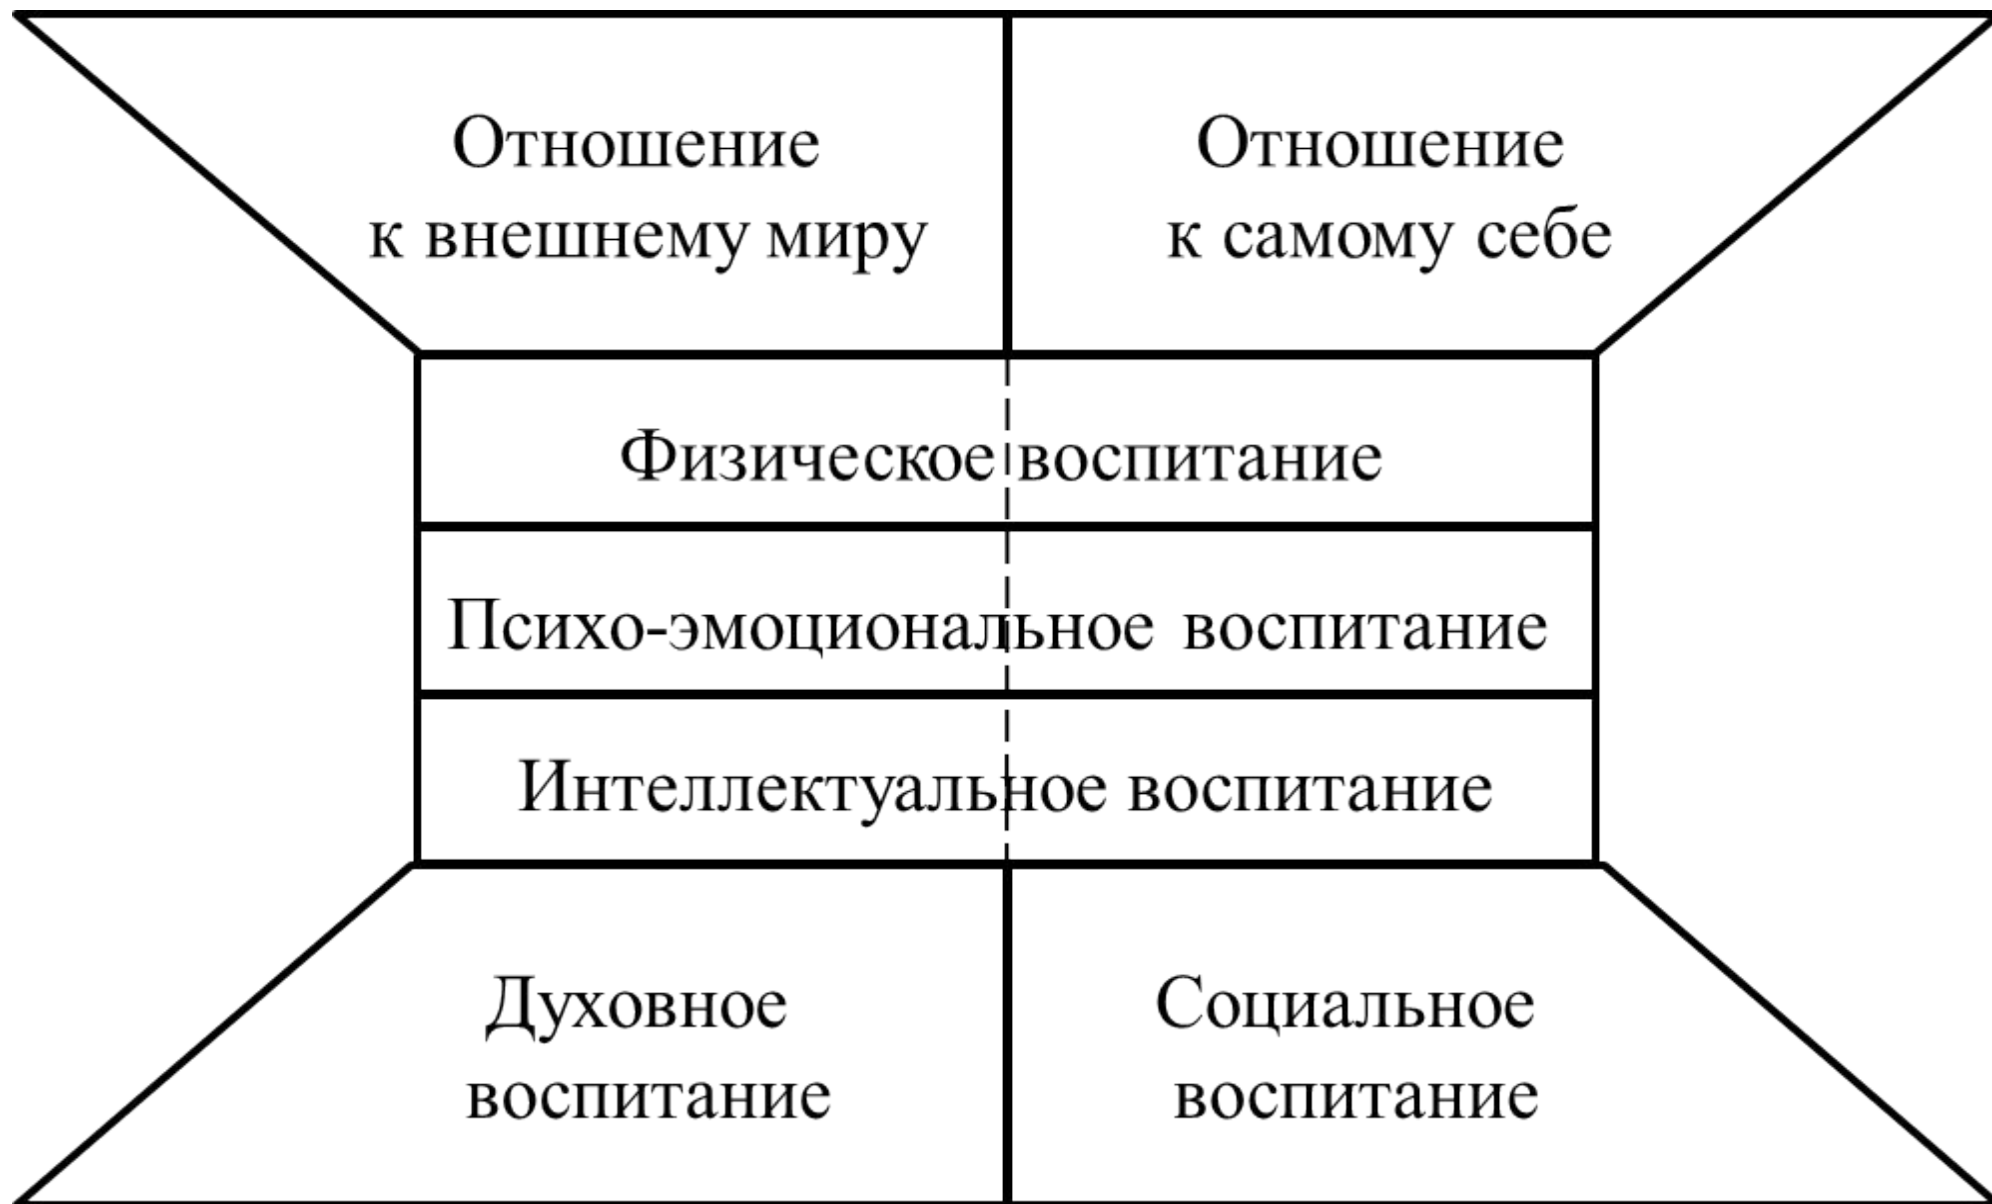 Отношение
к внешнему миру
Отношение
к самому себе
Физическое воспитание
Психо-эмоциональное воспитание
Интеллектуальное воспитание
Духовное
воспитание
Социальное
воспитание